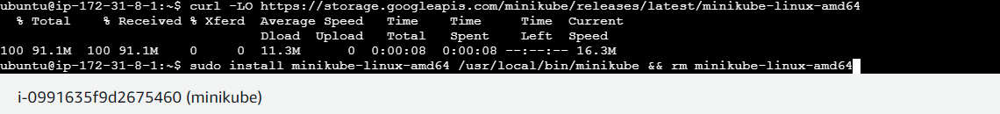 ubuntu@ip-172-31-8-1:~$ curl -LO https://storage.googleapis.com/minikube/releases/latest/minikube-linux-amd64
  % Total    % Received % Xferd  Average Speed   Time    Time     Time  Current
                                 Dload  Upload   Total   Spent    Left  Speed
100 91.1M  100 91.1M    0     0  11.3M      0  0:00:08  0:00:08 --:--:-- 16.3M
ubuntu@ip-172-31-8-1:~$ sudo install minikube-linux-amd64 /usr/local/bin/minikube && rm minikube-linux-amd64
i-0991635f9d2675460 (minikube)